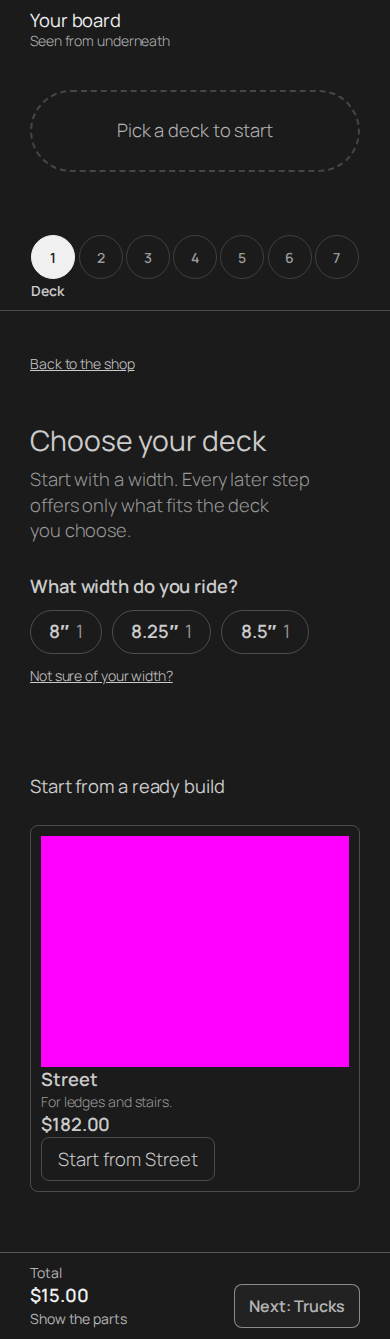 Your board
Seen from underneath
Pick a deck to start
1 2 3 4 5 6 7
Deck
Back to the shop
Choose your deck
Start with a width. Every later step
offers only what fits the deck
you choose.
What width do you ride?
8″ 1 8.25″ 1 8.5″ 1
Not sure of your width?
Start from a ready build
Street
For ledges and stairs.
$182.00
Start from Street
Total
$15.00
Show the parts
Next: Trucks